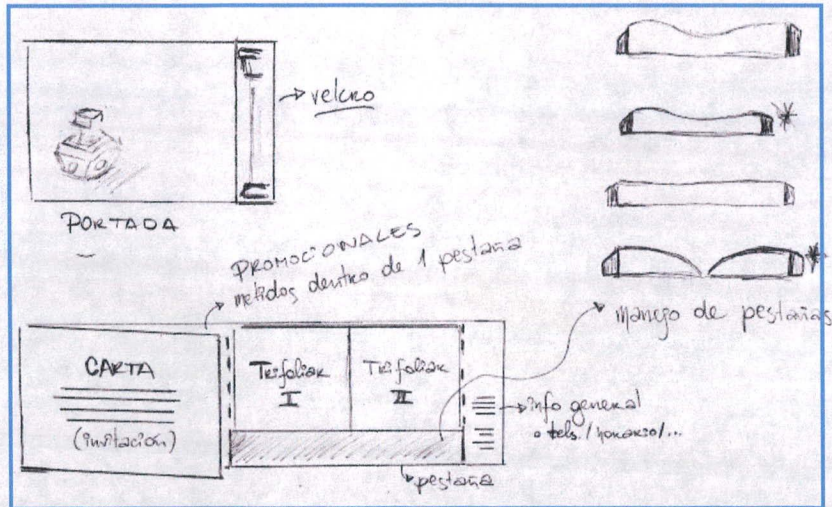 velcro
PORTADA
PROMOCIONALES
metidos dentro de 1 pestaña
manejo de pestañas
CARTA
(invitación)
Trifoliar
I
Trifoliar
II
info general
o tels. / horario/...
pestaña